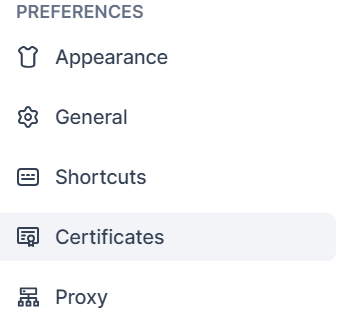 PREFERENCES
Appearance
General
Shortcuts
Certificates
Proxy